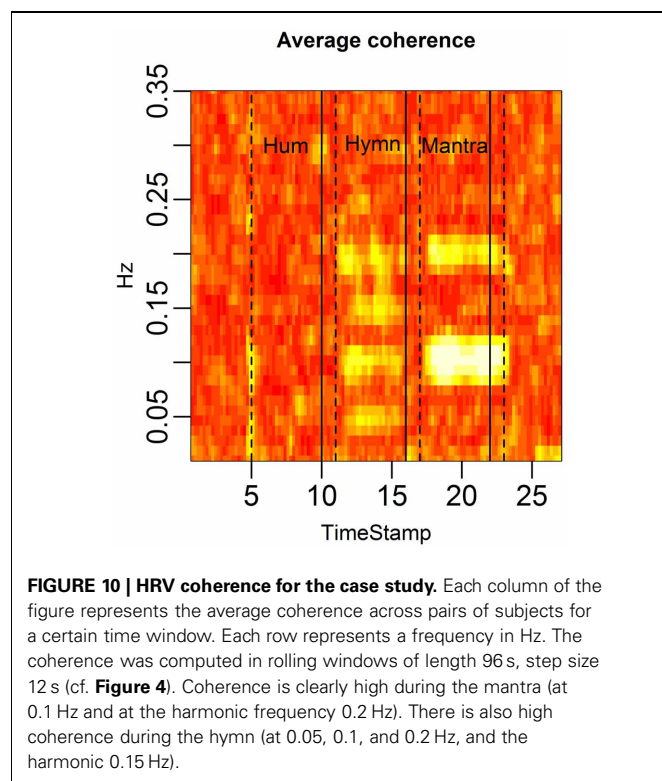 Average coherence
0.35
0.25
0.15
0.05
Hz
Hum Hymn Mantra
5 10 15 20 25
TimeStamp
FIGURE 10 | HRV coherence for the case study. Each column of the
figure represents the average coherence across pairs of subjects for
a certain time window. Each row represents a frequency in Hz. The
coherence was computed in rolling windows of length 96 s, step size
12 s (cf. Figure 4). Coherence is clearly high during the mantra (at
0.1 Hz and at the harmonic frequency 0.2 Hz). There is also high
coherence during the hymn (at 0.05, 0.1, and 0.2 Hz, and the
harmonic 0.15 Hz).